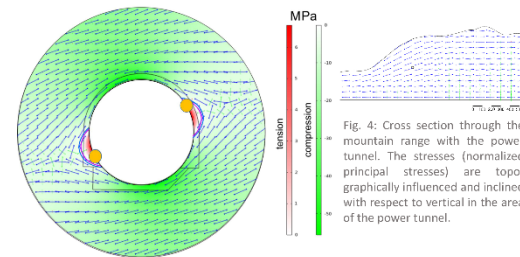 MPa
6
5
4
3
2
1
0
tension
-10
-20
-30
-40
-50
compression
Fig. 4: Cross section through the
mountain range with the power
tunnel. The stresses (normalized
principal stresses) are topo-
graphically influenced and inclined
with respect to vertical in the area
of the power tunnel.